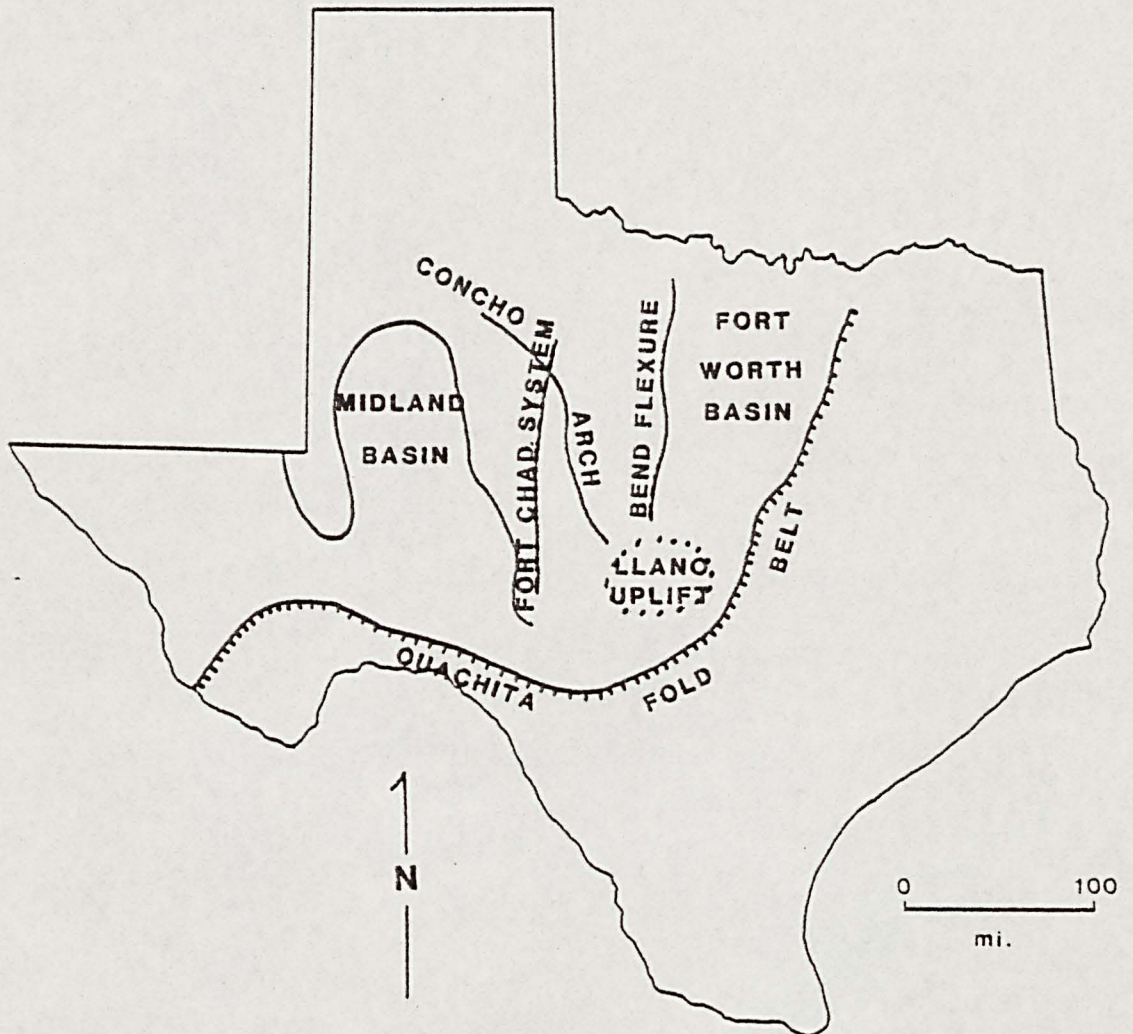 CONCHO
ARCH
FORT CHAD. SYSTEM
BEND FLEXURE
FORT
WORTH
BASIN
MIDLAND
BASIN
LLANO
UPLIFT
OUACHITA
FOLD
BELT
N
0 100
mi.